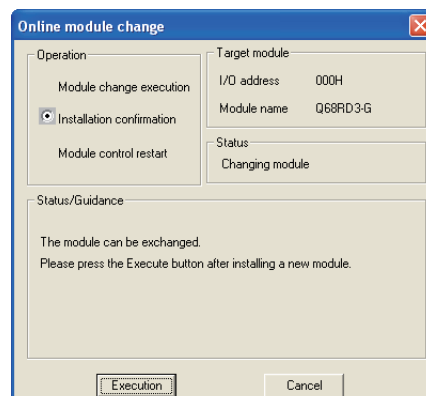 Online module change
Operation
Module change execution
Installation confirmation
Module control restart
Target module
I/O address 000H
Module name Q68RD3-G
Status
Changing module
Status/Guidance
The module can be exchanged.
Please press the Execute button after installing a new module.
Execution Cancel